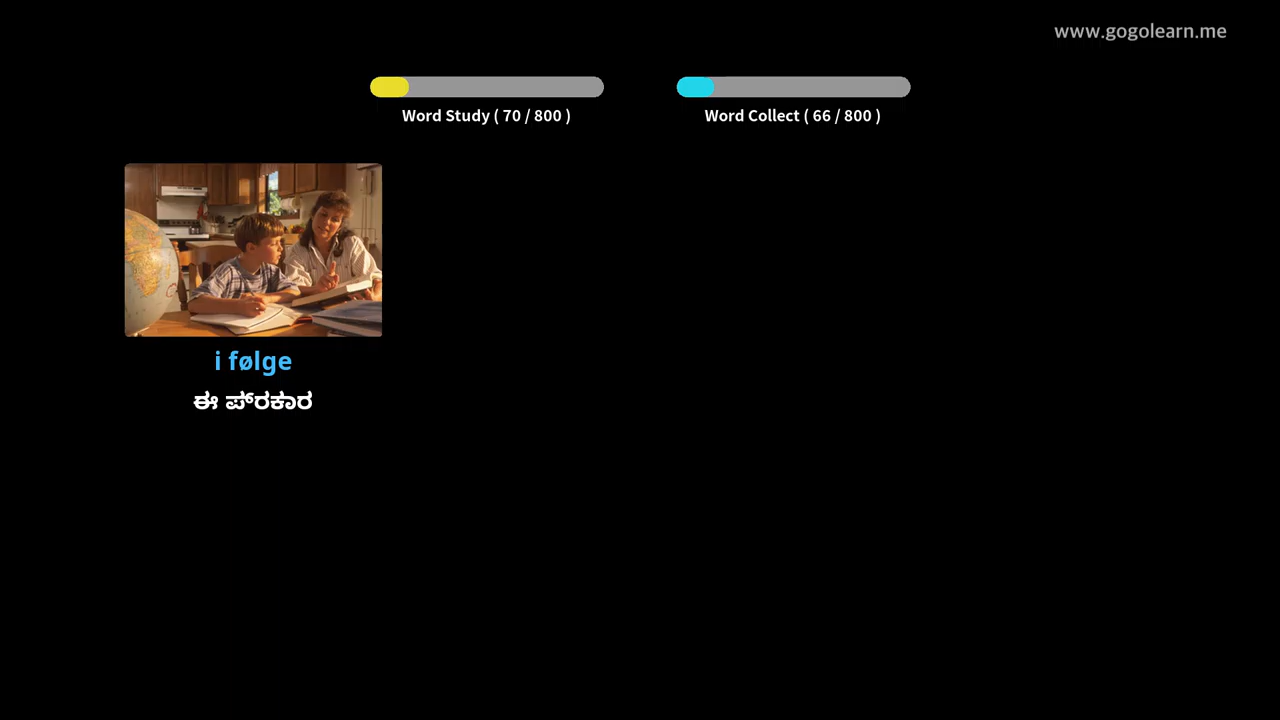 www.gogolearn.me
Word Study ( 70 / 800 )
Word Collect ( 66 / 800 )
i følge
ಈ ಪ್ರಕಾರ